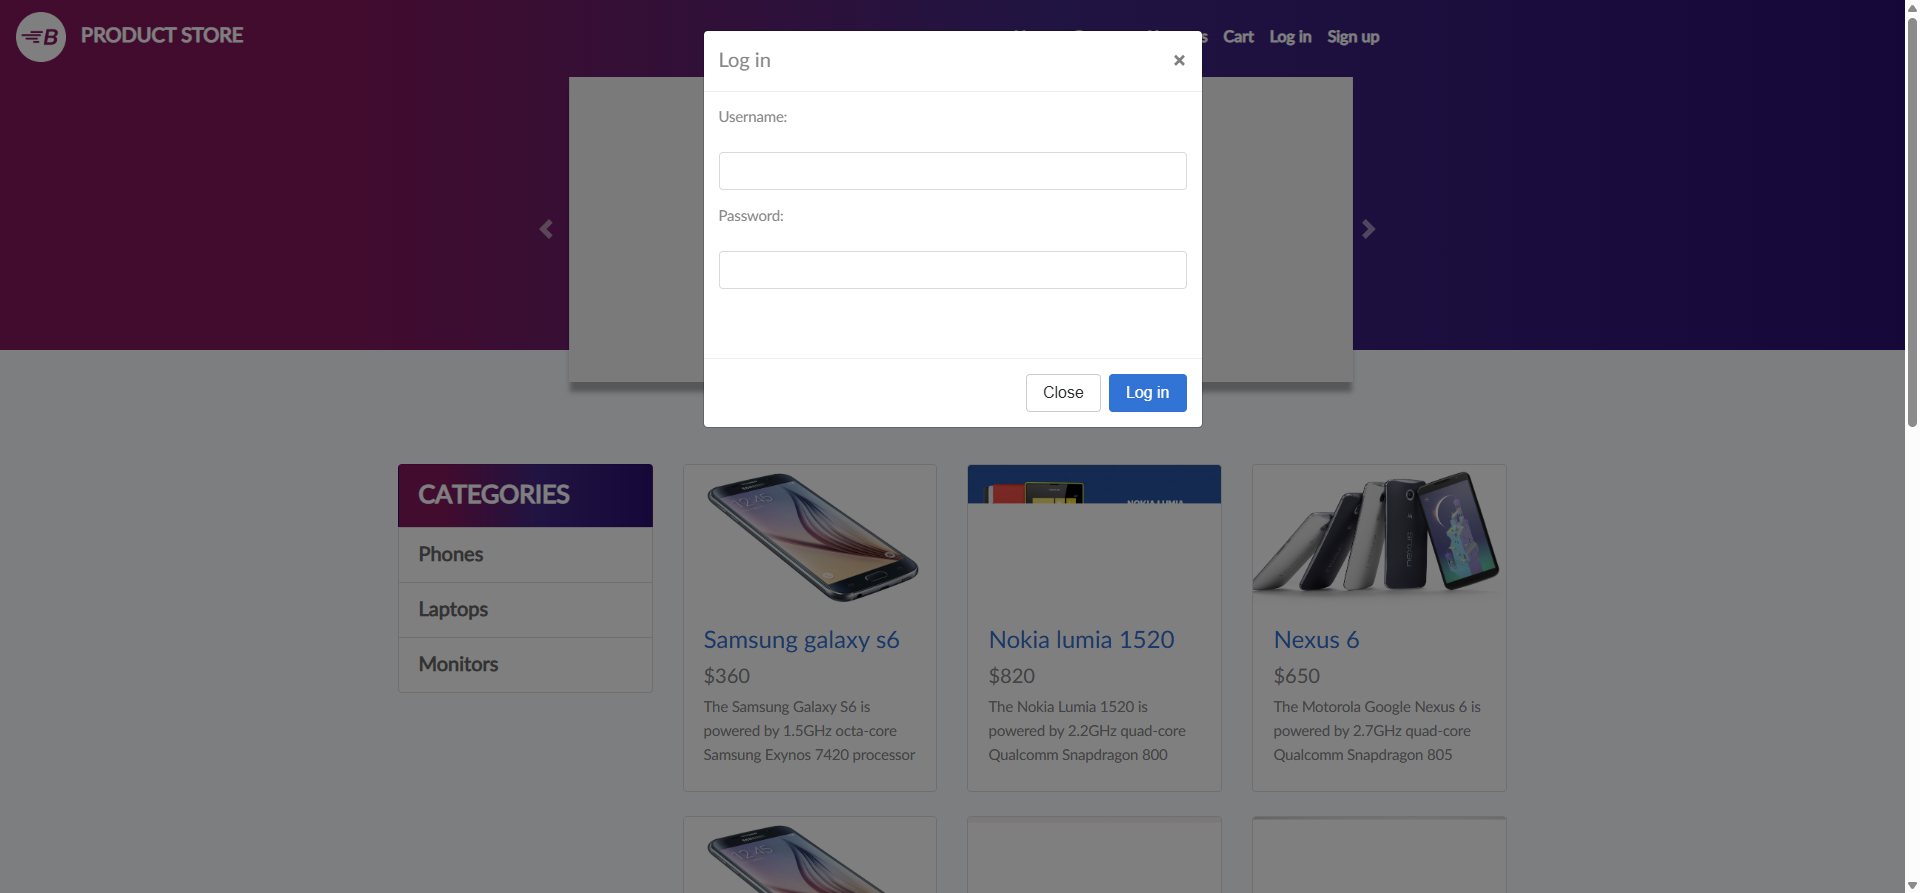 B PRODUCT STORE
Cart Log in Sign up
Log in ×
Username:
Password:
Close Log in
CATEGORIES
Phones
Laptops
Monitors
Samsung galaxy s6
$360
The Samsung Galaxy S6 is
powered by 1.5GHz octa-core
Samsung Exynos 7420 processor
NOKIA LUMIA
Nokia lumia 1520
$820
The Nokia Lumia 1520 is
powered by 2.2GHz quad-core
Qualcomm Snapdragon 800
Nexus 6
$650
The Motorola Google Nexus 6 is
powered by 2.7GHz quad-core
Qualcomm Snapdragon 805